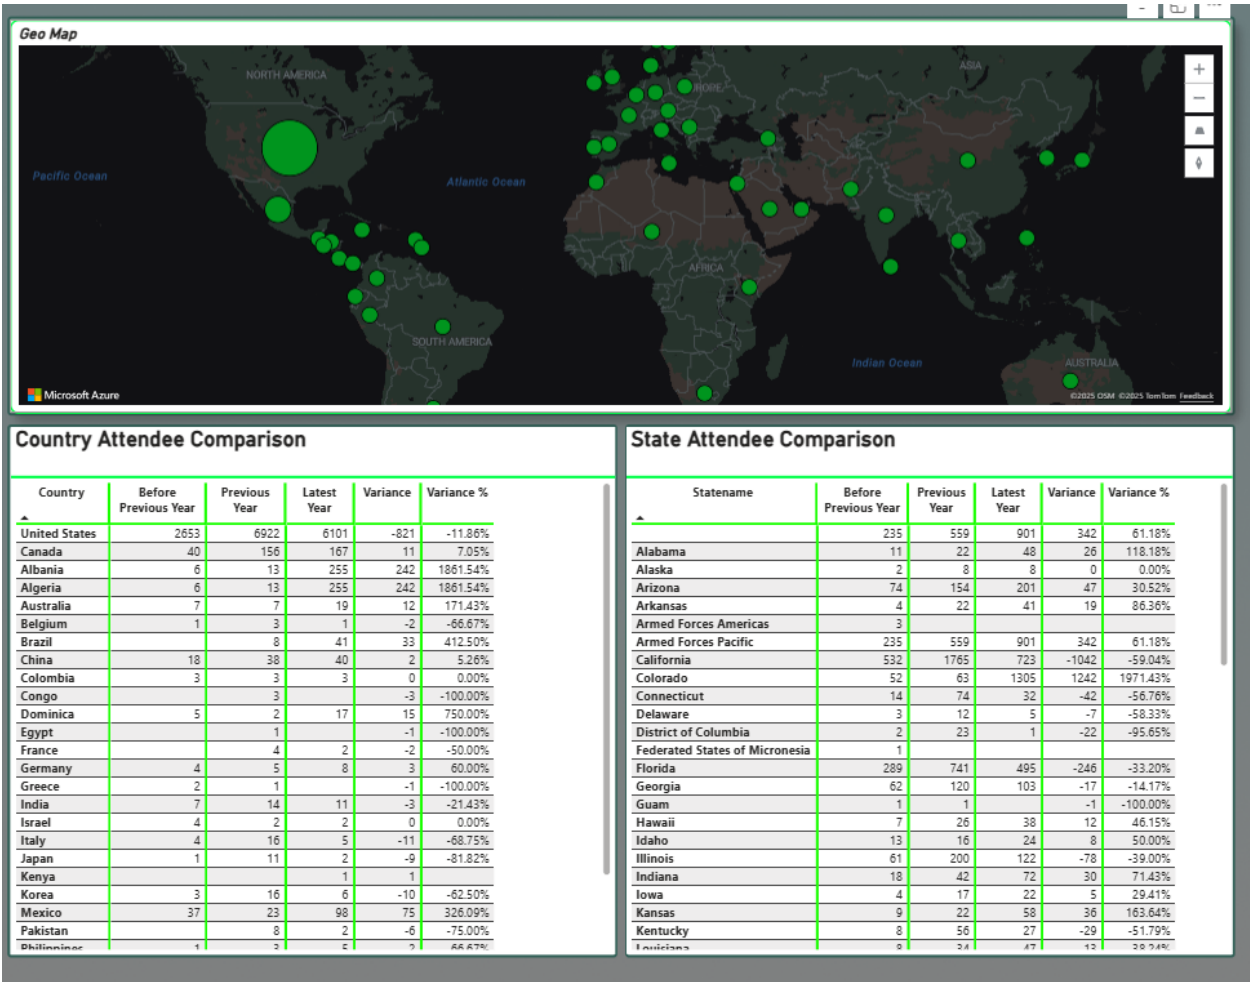 Geo Map
NORTH AMERICA
ASIA
Pacific Ocean
Atlantic Ocean
AFRICA
SOUTH AMERICA
Indian Ocean
AUSTRALIA
Microsoft Azure
©2025 OSM ©2025 TomTom Feedback
Country Attendee Comparison
Country Before Previous Year Previous Year Latest Year Variance Variance %
United States 2653 6922 6101 -821 -11.86%
Canada 40 156 167 11 7.05%
Albania 6 13 255 242 1861.54%
Algeria 6 13 255 242 1861.54%
Australia 7 7 19 12 171.43%
Belgium 1 3 1 -2 -66.67%
Brazil 8 41 33 412.50%
China 18 38 40 2 5.26%
Colombia 3 3 3 0 0.00%
Congo 3 -3 -100.00%
Dominica 5 2 17 15 750.00%
Egypt 1 -1 -100.00%
France 4 2 -2 -50.00%
Germany 4 5 8 3 60.00%
Greece 2 1 -1 -100.00%
India 7 14 11 -3 -21.43%
Israel 4 2 2 0 0.00%
Italy 4 16 5 -11 -68.75%
Japan 1 11 2 -9 -81.82%
Kenya 1 1
Korea 3 16 6 -10 -62.50%
Mexico 37 23 98 75 326.09%
Pakistan 8 2 -6 -75.00%
Philippines 1 3 5 2 66.67%
State Attendee Comparison
Statename Before Previous Year Previous Year Latest Year Variance Variance %
235 559 901 342 61.18%
Alabama 11 22 48 26 118.18%
Alaska 2 8 8 0 0.00%
Arizona 74 154 201 47 30.52%
Arkansas 4 22 41 19 86.36%
Armed Forces Americas 3
Armed Forces Pacific 235 559 901 342 61.18%
California 532 1765 723 -1042 -59.04%
Colorado 52 63 1305 1242 1971.43%
Connecticut 14 74 32 -42 -56.76%
Delaware 3 12 5 -7 -58.33%
District of Columbia 2 23 1 -22 -95.65%
Federated States of Micronesia 1
Florida 289 741 495 -246 -33.20%
Georgia 62 120 103 -17 -14.17%
Guam 1 1 -1 -100.00%
Hawaii 7 26 38 12 46.15%
Idaho 13 16 24 8 50.00%
Illinois 61 200 122 -78 -39.00%
Indiana 18 42 72 30 71.43%
Iowa 4 17 22 5 29.41%
Kansas 9 22 58 36 163.64%
Kentucky 8 56 27 -29 -51.79%
Louisiana 8 34 47 13 38.24%